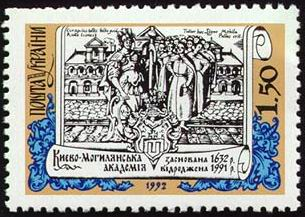 ПОШТА УКРАЇНИ
1.50
Києво-Могилянська академія
заснована 1632 р.
відроджена 1991 р.
1992